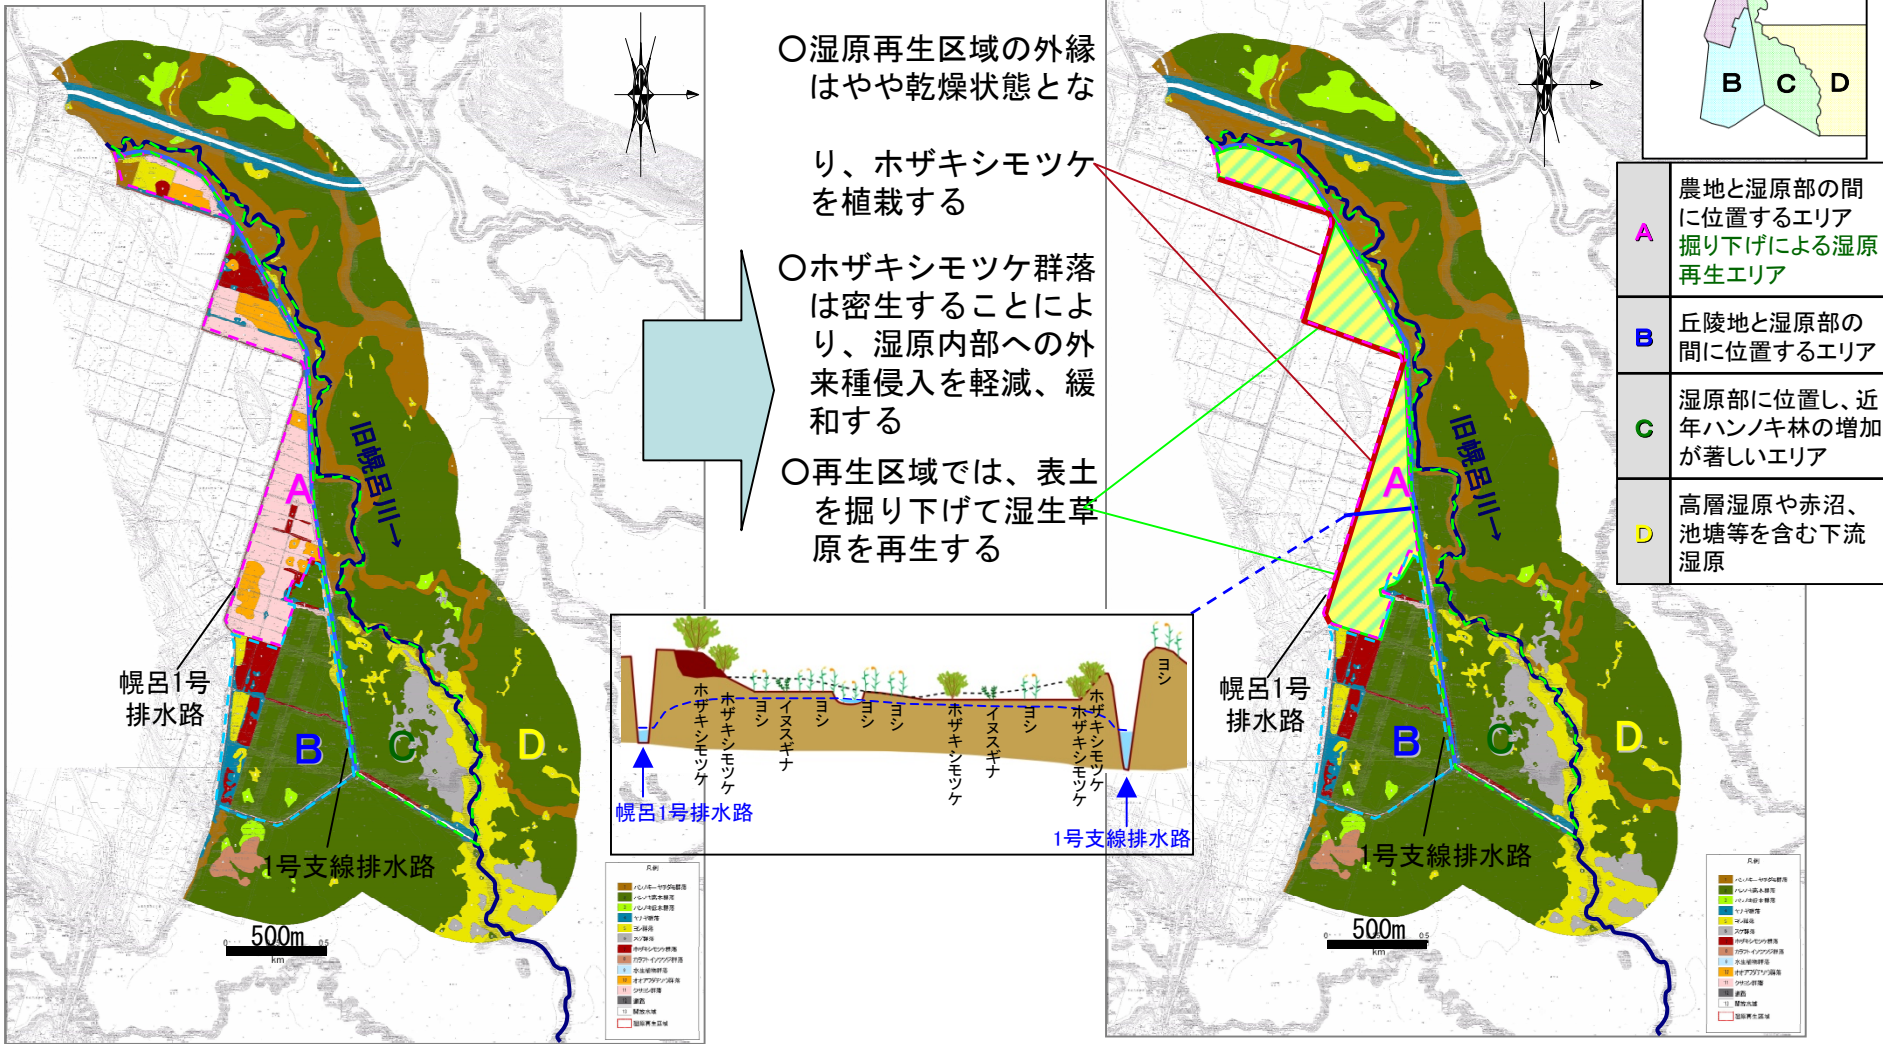 ○湿原再生区域の外縁
はやや乾燥状態とな
り、ホザキシモツケ
を植栽する
○ホザキシモツケ群落
は密生することによ
り、湿原内部への外
来種侵入を軽減、緩
和する
○再生区域では、表土
を掘り下げて湿生草
原を再生する
旧幌呂川→
A
B
C
D
幌呂1号
排水路
1号支線排水路
500m
km
凡例
ヨシ
ホザキシモツケ
ホザキシモツケ
ヨシ
イヌスギナ
ヨシ
ヨシ
ヨシ
ホザキシモツケ
イヌスギナ
ヨシ
ホザキシモツケ
ホザキシモツケ
幌呂1号排水路
1号支線排水路
旧幌呂川→
A
B
C
D
幌呂1号
排水路
1号支線排水路
500m
km
凡例
B
C
D
A
農地と湿原部の間
に位置するエリア
掘り下げによる湿原
再生エリア
B
丘陵地と湿原部の
間に位置するエリア
C
湿原部に位置し、近
年ハンノキ林の増加
が著しいエリア
D
高層湿原や赤沼、
池塘等を含む下流
湿原